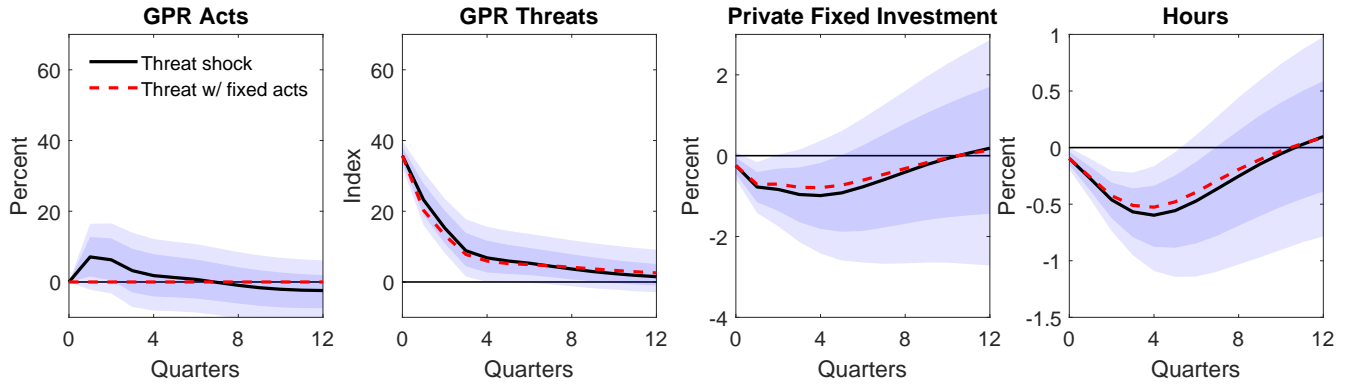 GPR Acts
Percent
60
40
20
0
Threat shock
Threat w/ fixed acts
0 4 8 12
Quarters
GPR Threats
Index
60
40
20
0
0 4 8 12
Quarters
Private Fixed Investment
Percent
2
0
-2
-4
0 4 8 12
Quarters
Hours
Percent
1
0.5
0
-0.5
-1
-1.5
0 4 8 12
Quarters